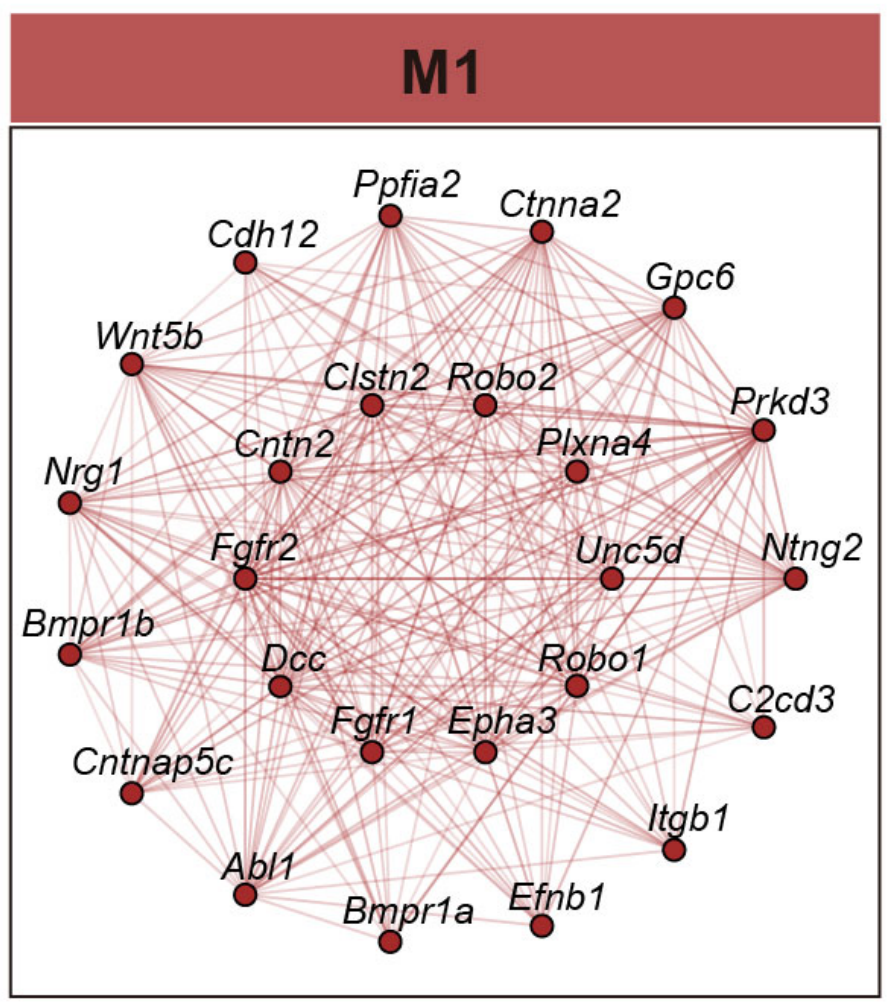 M1
Ppfia2
Ctnna2
Cdh12
Gpc6
Wnt5b
Clstn2 Robo2
Prkd3
Cntn2
Plxna4
Nrg1
Fgfr2
Unc5d
Ntng2
Bmpr1b
Dcc
Robo1
C2cd3
Fgfr1 Epha3
Cntnap5c
Itgb1
Abl1
Bmpr1a
Efnb1